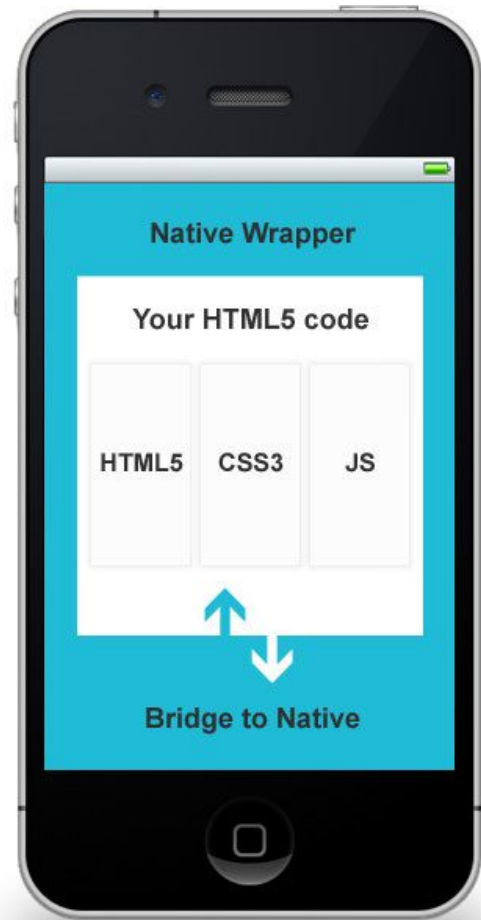 Native Wrapper
Your HTML5 code
HTML5 CSS3 JS
Bridge to Native